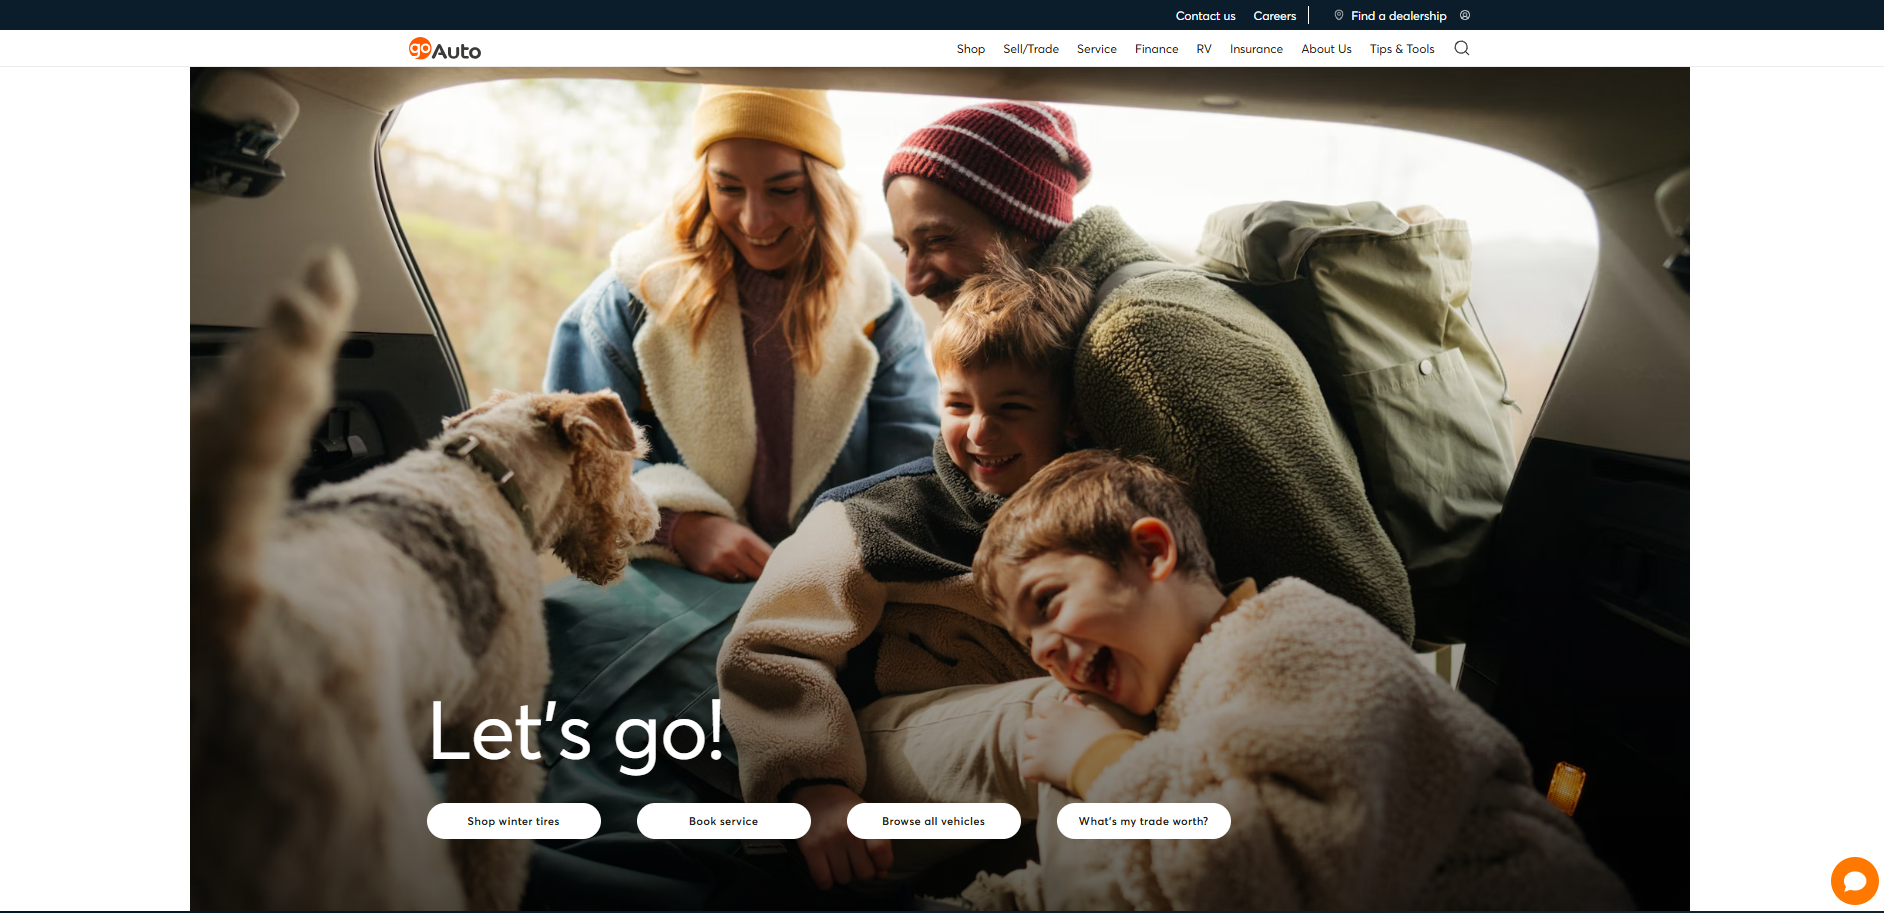 Contact us Careers Find a dealership
goAuto Shop Sell/Trade Service Finance RV Insurance About Us Tips & Tools
Let's go!
Shop winter tires Book service Browse all vehicles What's my trade worth?